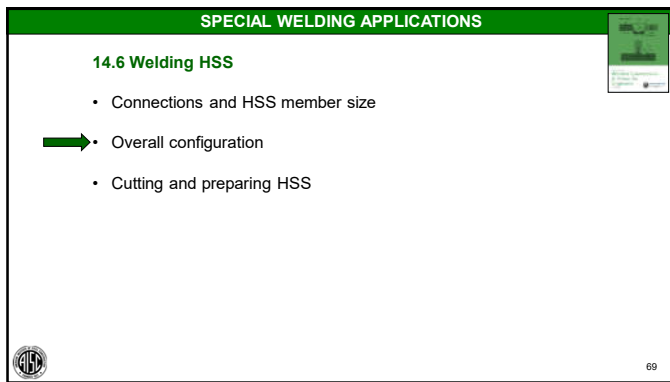 SPECIAL WELDING APPLICATIONS
14.6 Welding HSS
• Connections and HSS member size
• Overall configuration
• Cutting and preparing HSS
AISC
69